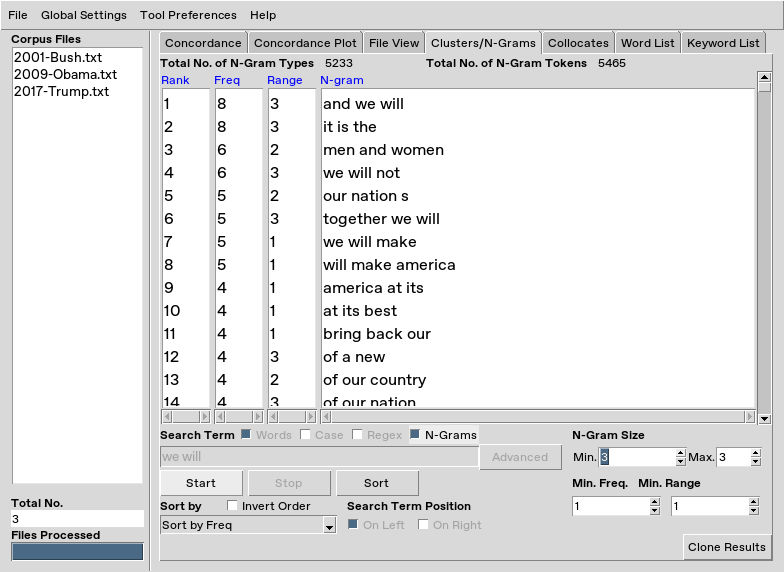 File Global Settings Tool Preferences Help
Corpus Files
2001-Bush.txt
2009-Obama.txt
2017-Trump.txt
Total No.
3
Files Processed
Concordance Concordance Plot File View Clusters/N-Grams Collocates Word List Keyword List
Total No. of N-Gram Types 5233 Total No. of N-Gram Tokens 5465
Rank Freq Range N-gram
1 8 3 and we will
2 8 3 it is the
3 6 2 men and women
4 6 3 we will not
5 5 2 our nation s
6 5 3 together we will
7 5 1 we will make
8 5 1 will make america
9 4 1 america at its
10 4 1 at its best
11 4 1 bring back our
12 4 3 of a new
13 4 2 of our country
14 4 3 of our nation
Search Term Words Case Regex N-Grams N-Gram Size
we will Advanced Min. 3 Max. 3
Start Stop Sort Min. Freq. Min. Range
Sort by Invert Order Search Term Position 1 1
Sort by Freq On Left On Right
Clone Results